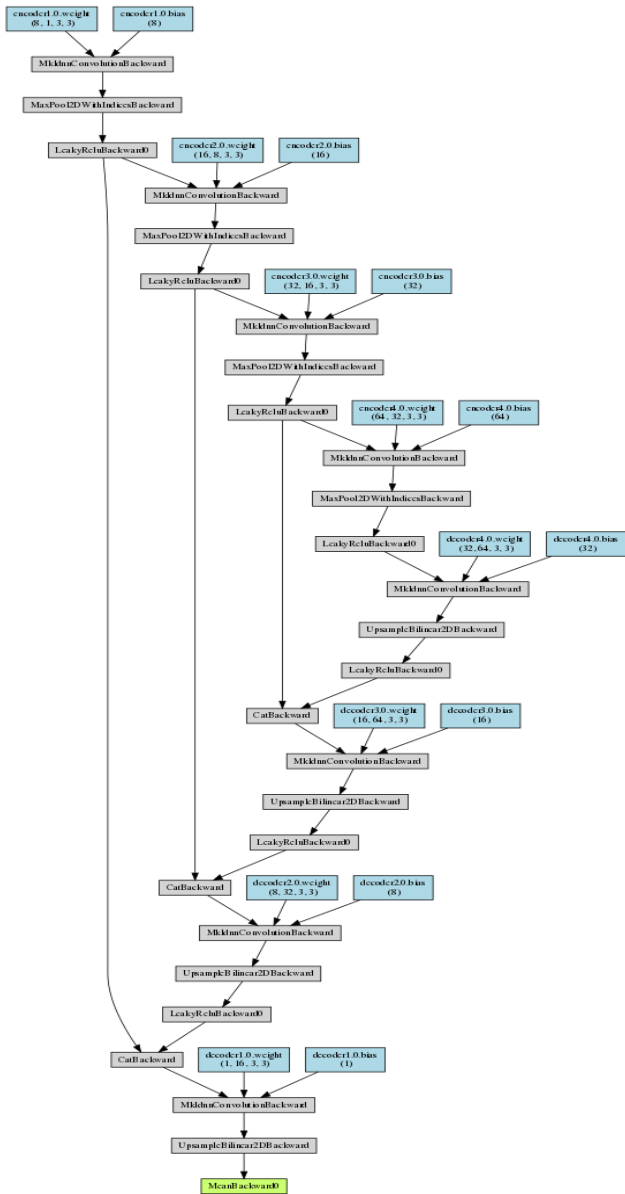 encoder1.0.weight
(8, 1, 3, 3)
encoder1.0.bias
(8)
MkldnnConvolutionBackward
MaxPool2DWithIndicesBackward
LeakyReluBackward0
encoder2.0.weight
(16, 8, 3, 3)
encoder2.0.bias
(16)
MkldnnConvolutionBackward
MaxPool2DWithIndicesBackward
LeakyReluBackward0
encoder3.0.weight
(32, 16, 3, 3)
encoder3.0.bias
(32)
MkldnnConvolutionBackward
MaxPool2DWithIndicesBackward
LeakyReluBackward0
encoder4.0.weight
(64, 32, 3, 3)
encoder4.0.bias
(64)
MkldnnConvolutionBackward
MaxPool2DWithIndicesBackward
LeakyReluBackward0
decoder4.0.weight
(32, 64, 3, 3)
decoder4.0.bias
(32)
MkldnnConvolutionBackward
UpsampleBilinear2DBackward
LeakyReluBackward0
CatBackward
decoder3.0.weight
(16, 64, 3, 3)
decoder3.0.bias
(16)
MkldnnConvolutionBackward
UpsampleBilinear2DBackward
LeakyReluBackward0
CatBackward
decoder2.0.weight
(8, 32, 3, 3)
decoder2.0.bias
(8)
MkldnnConvolutionBackward
UpsampleBilinear2DBackward
LeakyReluBackward0
CatBackward
decoder1.0.weight
(1, 16, 3, 3)
decoder1.0.bias
(1)
MkldnnConvolutionBackward
UpsampleBilinear2DBackward
MeanBackward0